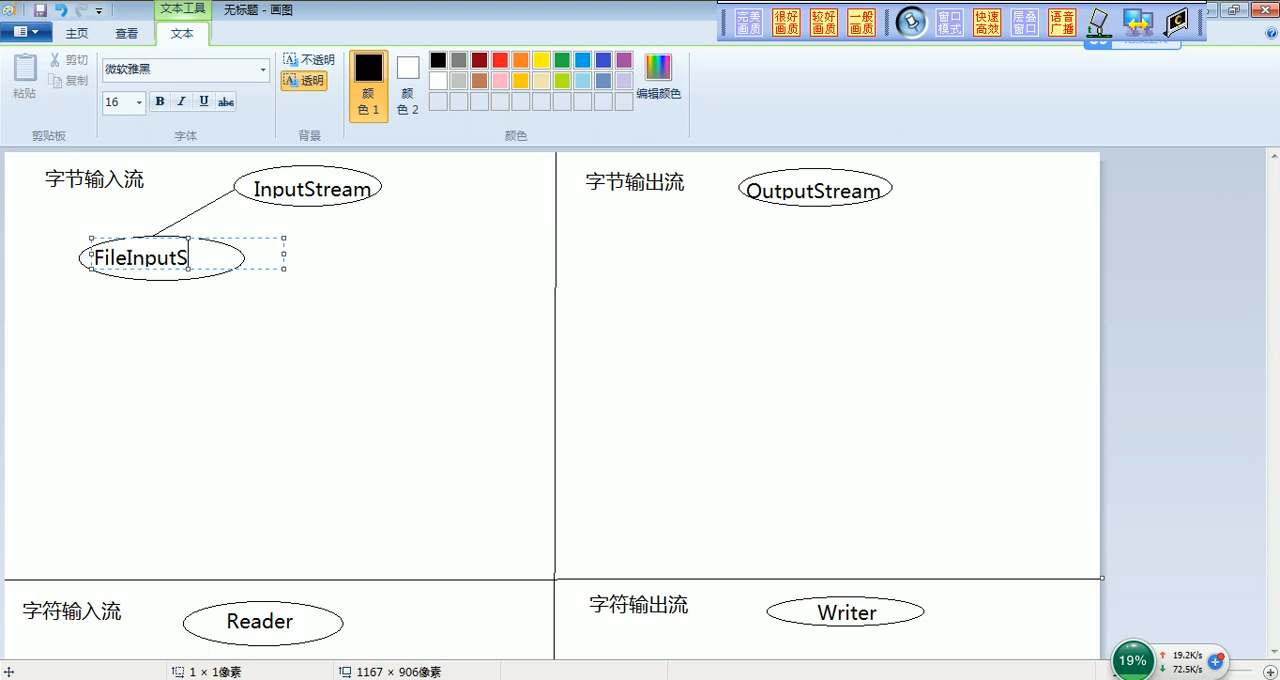 文本工具
无标题 - 画图
完美画质
很好画质
较好画质
一般画质
窗口模式
快速高效
层叠窗口
语音广播
主页
查看
文本
粘贴
剪切
复制
剪贴板
微软雅黑
16
B I U abc
字体
不透明
透明
背景
颜色 1
颜色 2
编辑颜色
颜色
字节输入流
InputStream
FileInputS
字节输出流
OutputStream
字符输入流
Reader
字符输出流
Writer
1 × 1像素
1167 × 906像素
19%
19.2K/s
72.5K/s